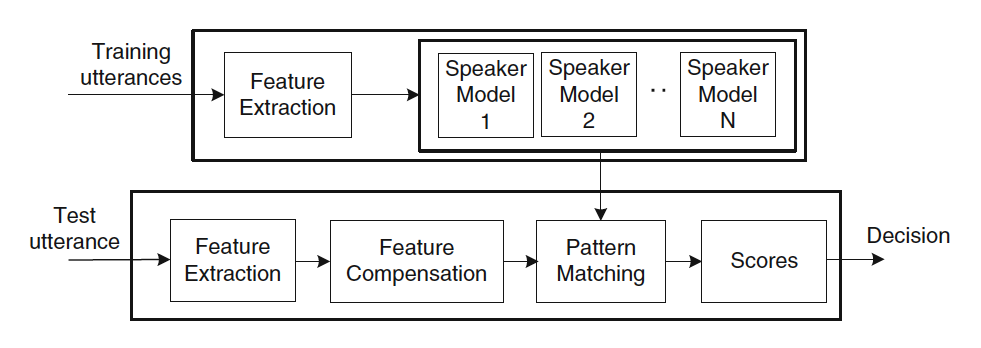 Training
utterances
Feature
Extraction
Speaker
Model
1
Speaker
Model
2
..
Speaker
Model
N
Test
utterance
Feature
Extraction
Feature
Compensation
Pattern
Matching
Scores
Decision